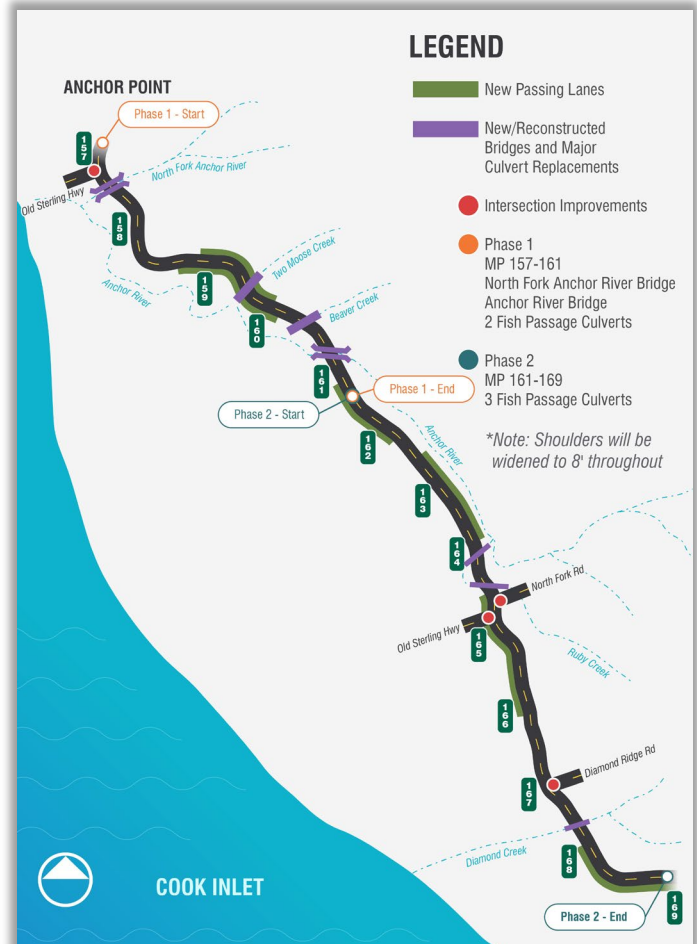 LEGEND
New Passing Lanes
New/Reconstructed
Bridges and Major
Culvert Replacements
Intersection Improvements
Phase 1
MP 157-161
North Fork Anchor River Bridge
Anchor River Bridge
2 Fish Passage Culverts
Phase 2
MP 161-169
3 Fish Passage Culverts
*Note: Shoulders will be
widened to 8' throughout
ANCHOR POINT
Phase 1 - Start
157
North Fork Anchor River
Old Sterling Hwy
158
Two Moose Creek
159
Anchor River
160
Beaver Creek
161
Phase 1 - End
Phase 2 - Start
162
Anchor River
163
164
North Fork Rd
Old Sterling Hwy
165
Ruby Creek
166
Diamond Ridge Rd
167
Diamond Creek
168
169
Phase 2 - End
COOK INLET